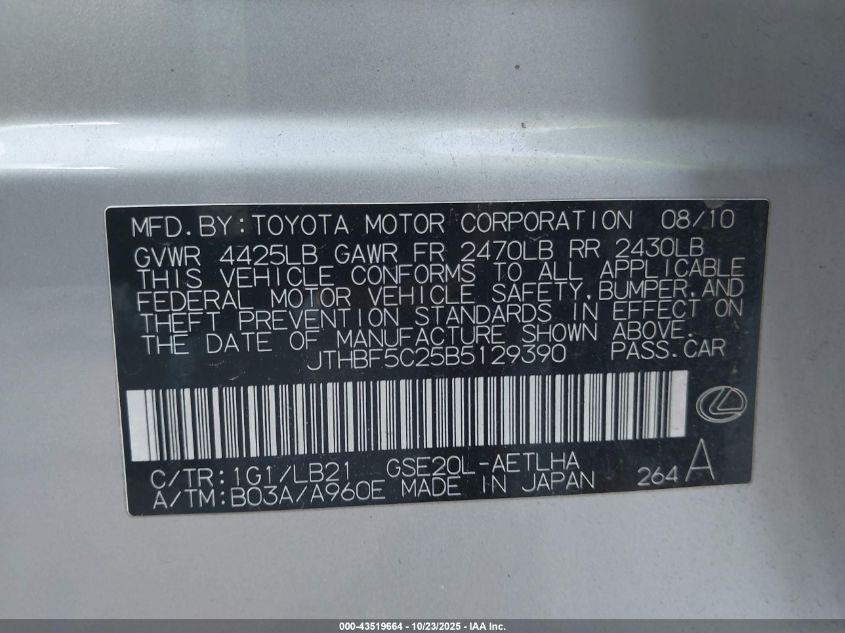 MFD. BY: TOYOTA MOTOR CORPORATION 08/10
GVWR 4425LB GAWR FR 2470LB RR 2430LB
THIS VEHICLE CONFORMS TO ALL APPLICABLE
FEDERAL MOTOR VEHICLE SAFETY, BUMPER, AND
THEFT PREVENTION STANDARDS IN EFFECT ON
THE DATE OF MANUFACTURE SHOWN ABOVE.
JTHBF5C25B5129390 PASS. CAR
C/TR: 1G1/LB21 GSE20L-AETLHA
A/TM: B03A/A960E MADE IN JAPAN 264 A
000-43519664 - 10/23/2025 - IAA Inc.